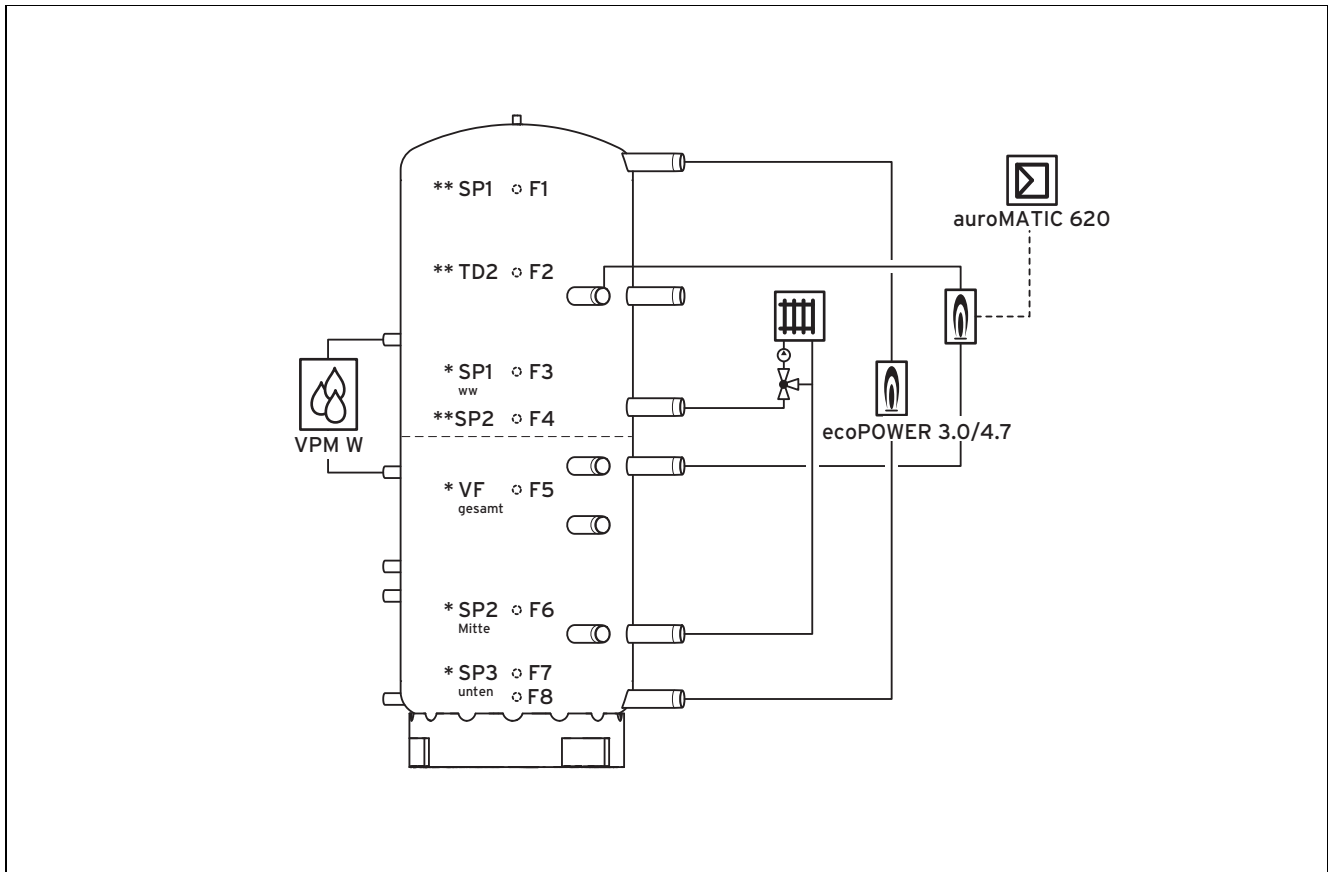 ** SP1 F1
auroMATIC 620
** TD2 F2
* SP1 F3
ww
**SP2 F4
ecoPOWER 3.0/4.7
VPM W
* VF F5
gesamt
* SP2 F6
Mitte
* SP3 F7
unten F8